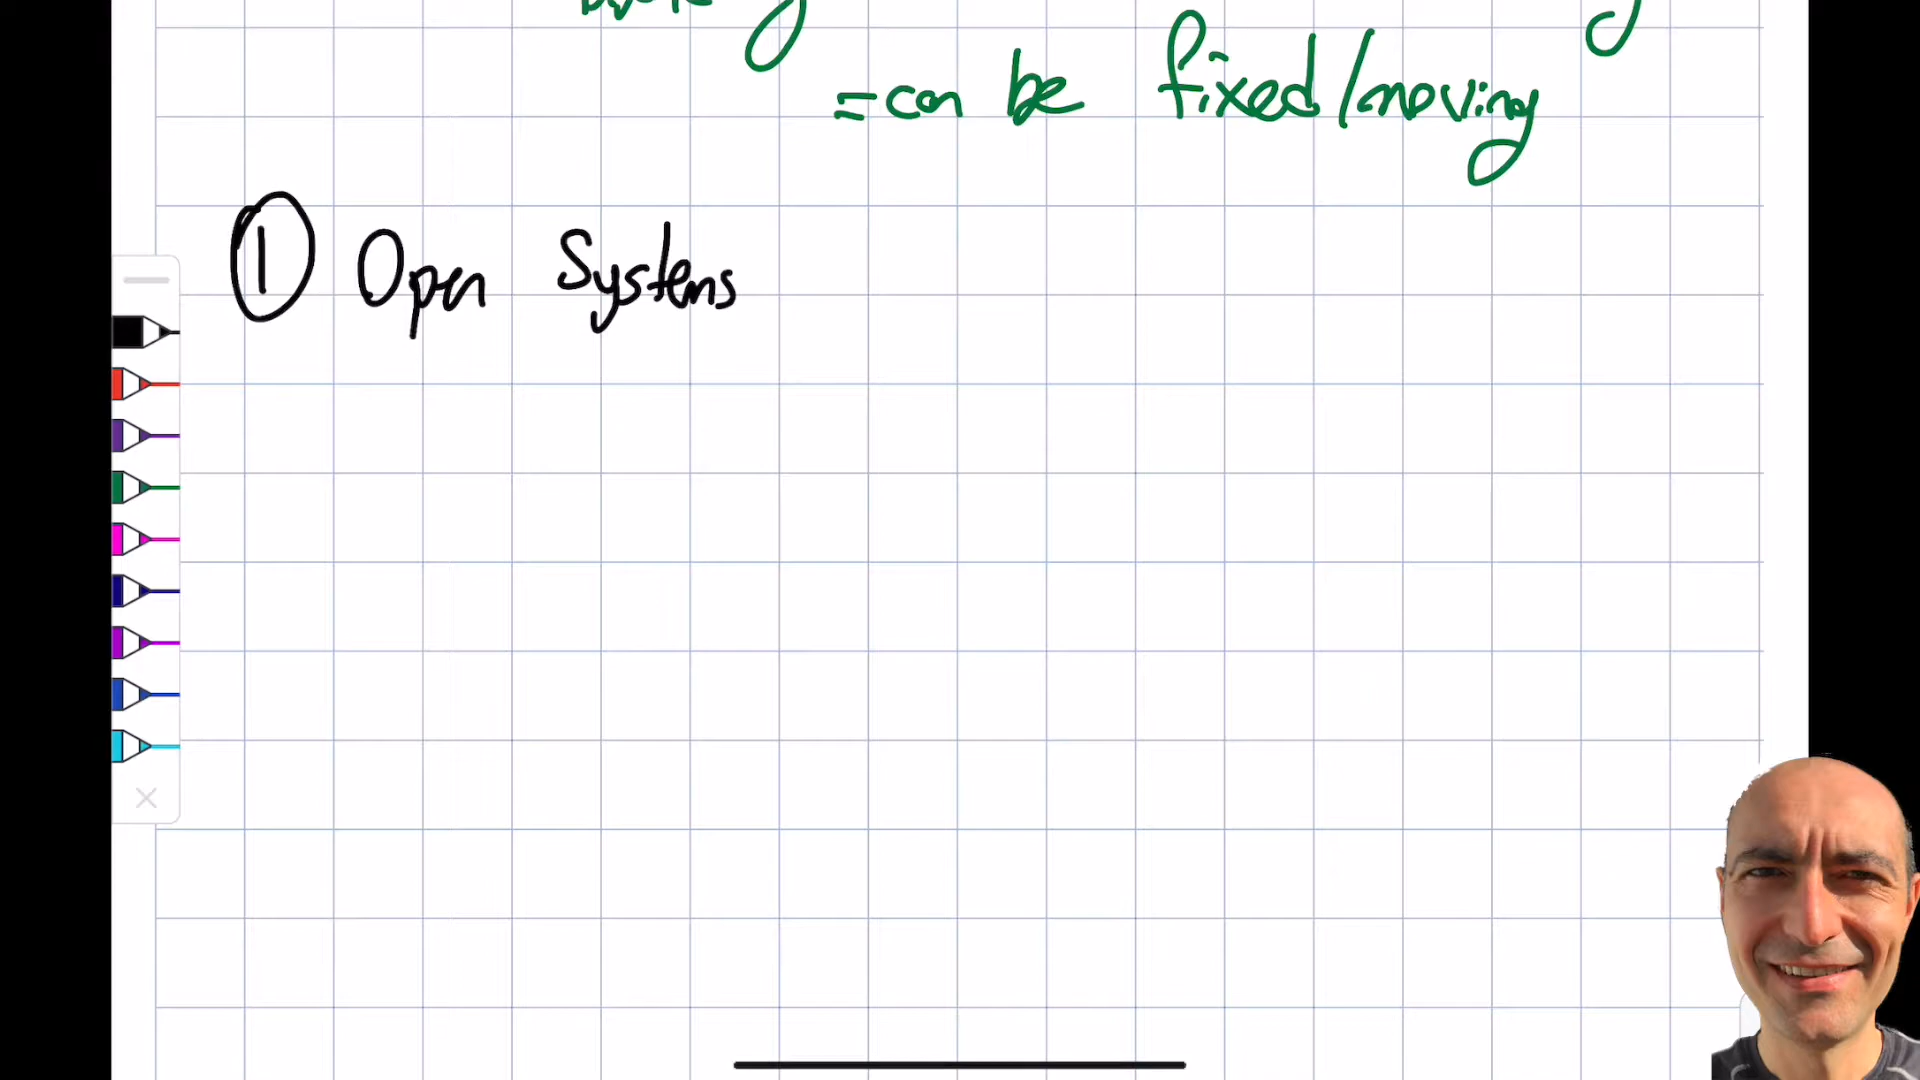 = can be fixed/moving
① Open Systems